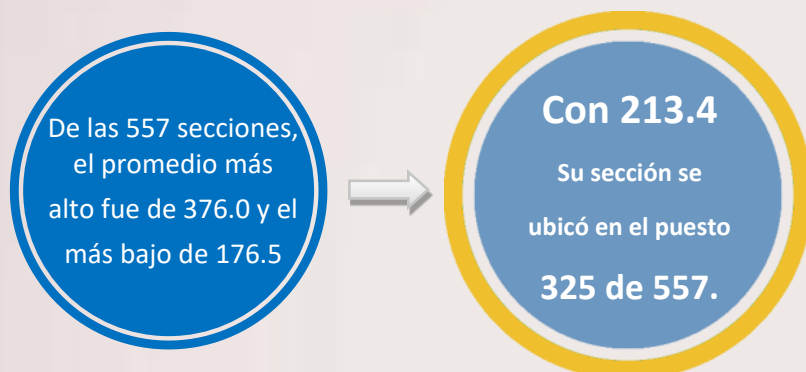 De las 557 secciones,
el promedio más
alto fue de 376.0 y el
más bajo de 176.5
Con 213.4
Su sección se
ubicó en el puesto
325 de 557.